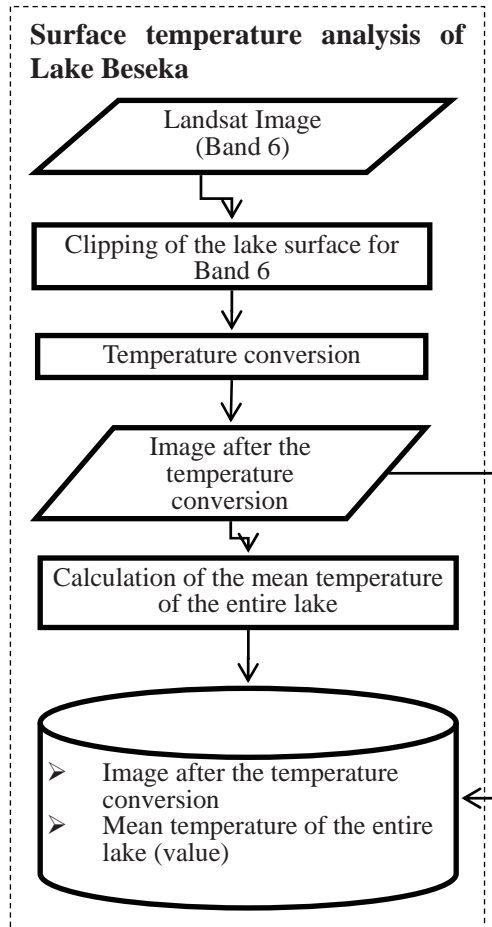 Surface temperature analysis of
Lake Beseka
Landsat Image
(Band 6)
Clipping of the lake surface for
Band 6
Temperature conversion
Image after the
temperature
conversion
Calculation of the mean temperature
of the entire lake
➢ Image after the temperature
conversion
➢ Mean temperature of the entire
lake (value)